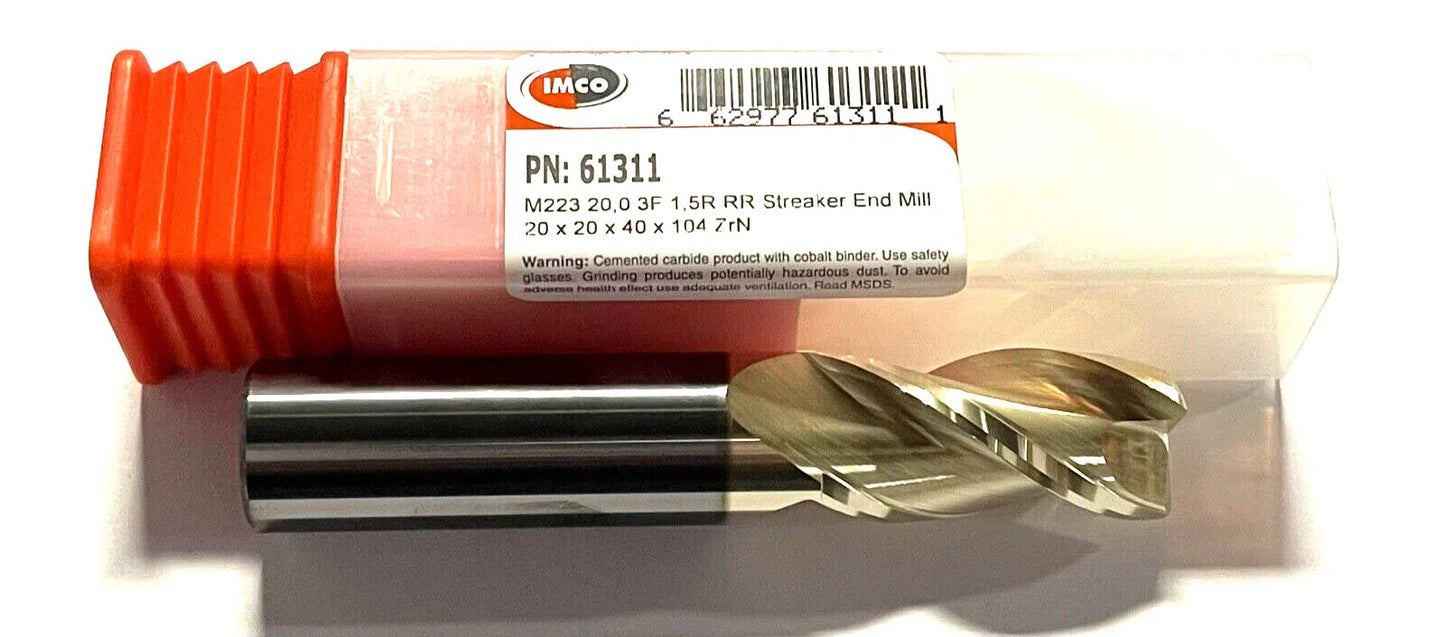 IMCO
6 62977 61311 1
PN: 61311
M223 20,0 3F 1,5R RR Streaker End Mill
20 x 20 x 40 x 104 ZrN
Warning: Cemented carbide product with cobalt binder. Use safety
glasses. Grinding produces potentially hazardous dust. To avoid
adverse health effect use adequate ventilation. Read MSDS.